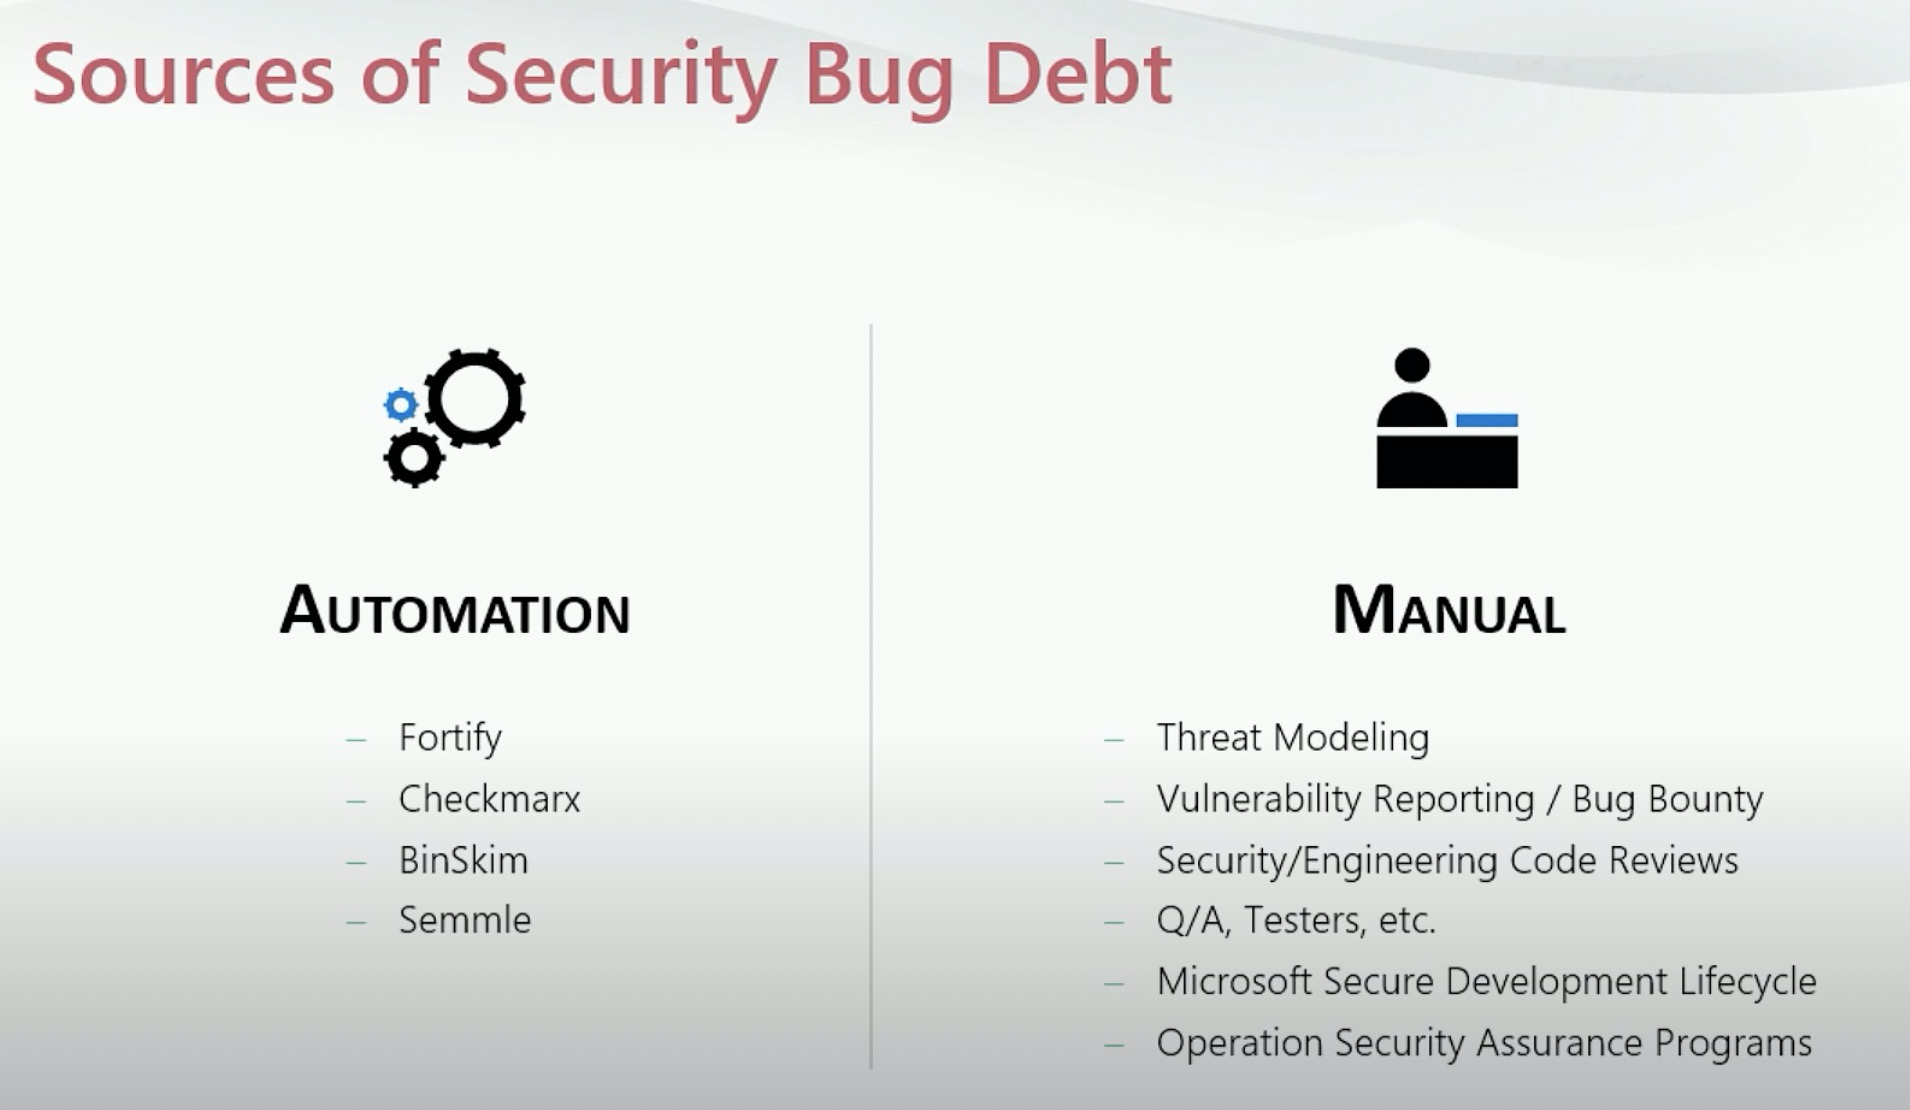 Sources of Security Bug Debt
AUTOMATION
– Fortify
– Checkmarx
– BinSkim
– Semmle
MANUAL
– Threat Modeling
– Vulnerability Reporting / Bug Bounty
– Security/Engineering Code Reviews
– Q/A, Testers, etc.
– Microsoft Secure Development Lifecycle
– Operation Security Assurance Programs